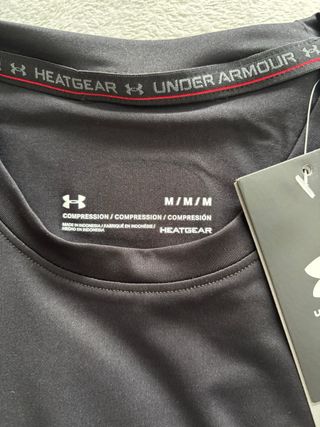 HEATGEAR UNDER ARMOUR
M / M / M
COMPRESSION / COMPRESSION / COMPRESIÓN
MADE IN INDONESIA / FABRIQUÉ EN INDONÉSIE /
HECHO EN INDONESIA
HEATGEAR
U